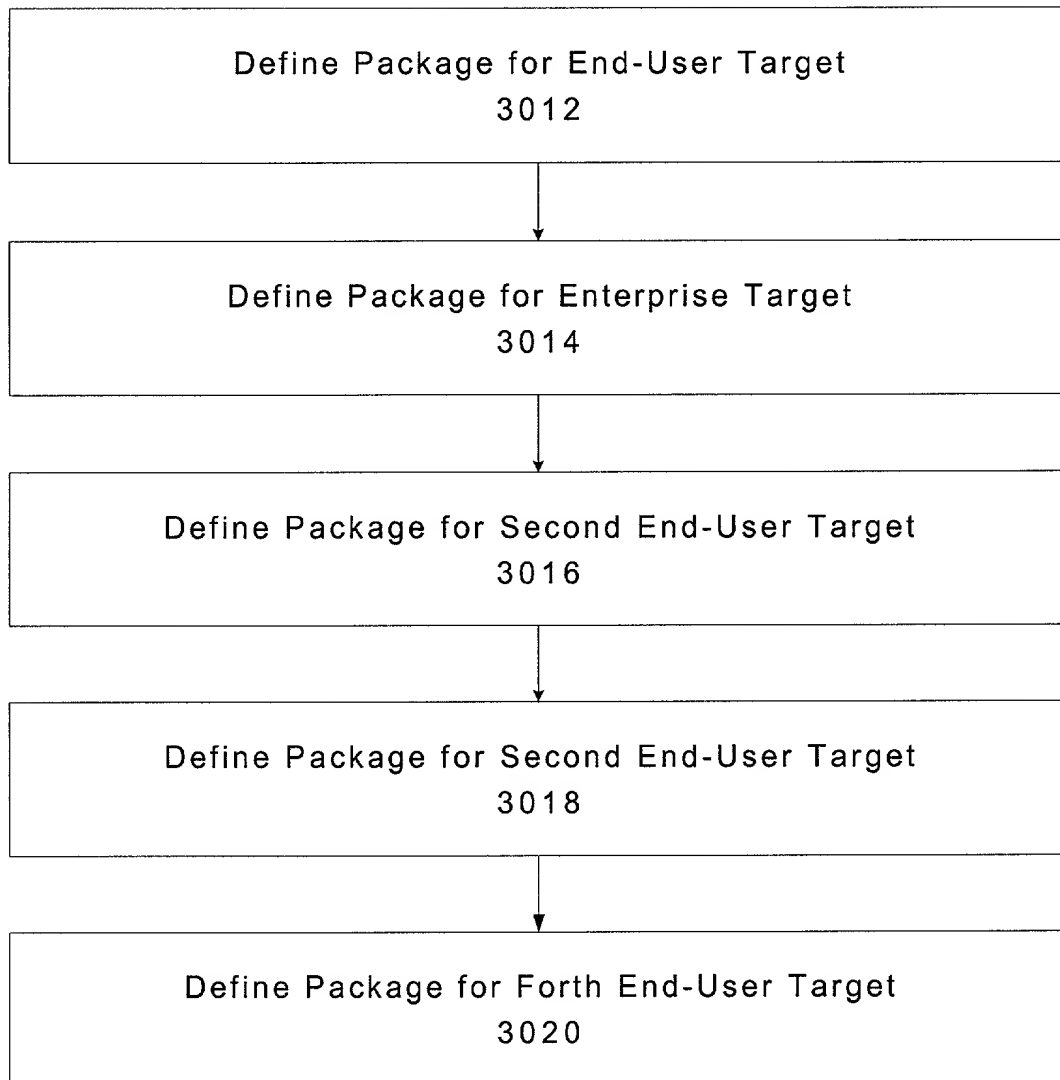 Define Package for End-User Target
3012
Define Package for Enterprise Target
3014
Define Package for Second End-User Target
3016
Define Package for Second End-User Target
3018
Define Package for Forth End-User Target
3020